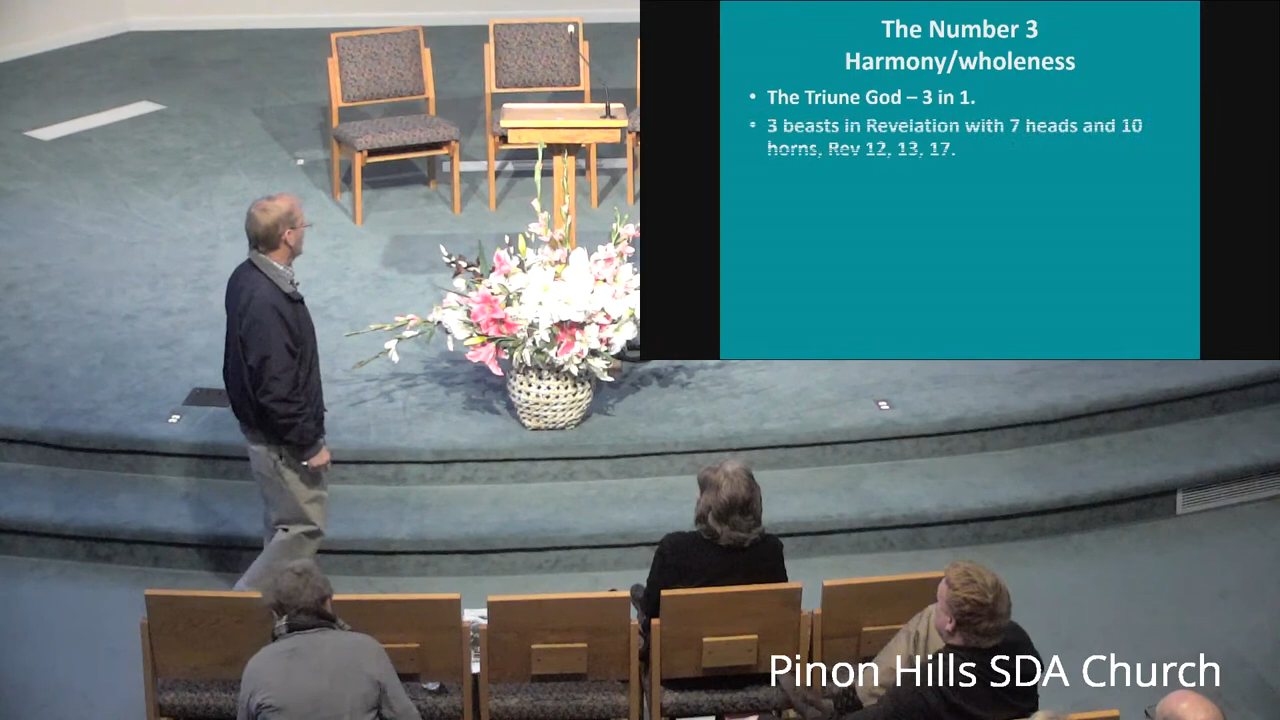 The Number 3
Harmony/wholeness
• The Triune God – 3 in 1.
• 3 beasts in Revelation with 7 heads and 10
horns, Rev 12, 13, 17.
Pinon Hills SDA Church